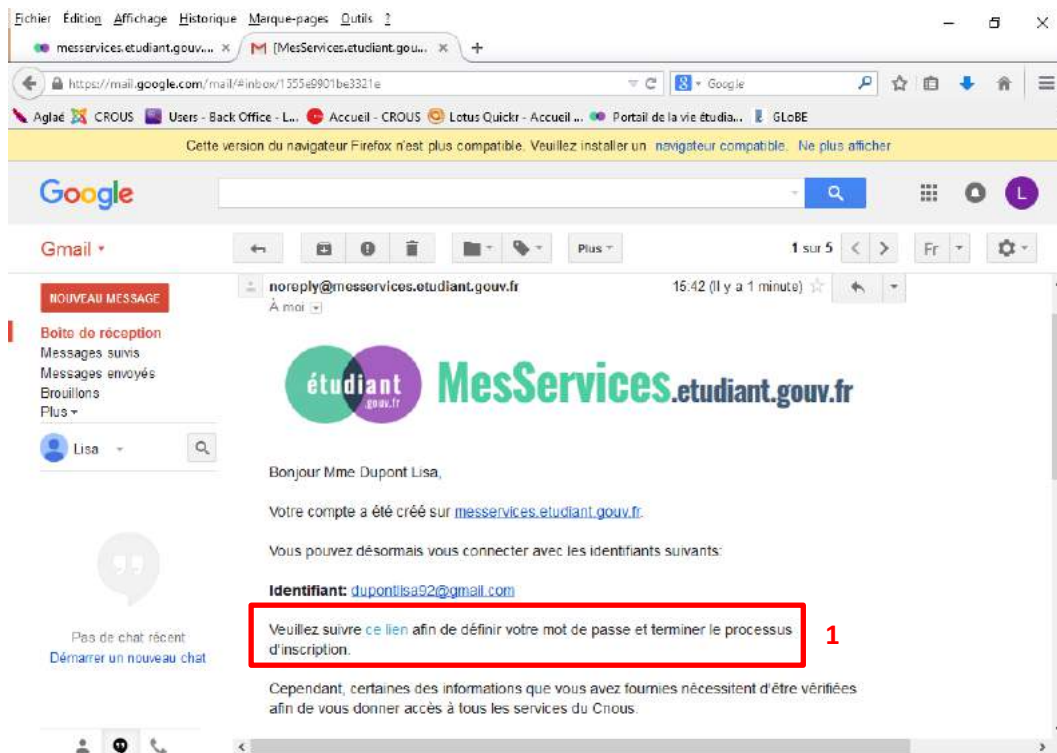 Fichier Édition Affichage Historique Marque-pages Outils ?
messervices.etudiant.gouv.... × [MesServices.etudiant.gou... × +
https://mail.google.com/mail/#inbox/1555e9901be3321e Google
Aglaé CROUS Users - Back Office - L... Accueil - CROUS Lotus Quickr - Accueil ... Portail de la vie étudia... GLoBE
Cette version du navigateur Firefox n'est plus compatible. Veuillez installer un navigateur compatible. Ne plus afficher
Google L
Gmail Plus 1 sur 5 Fr
NOUVEAU MESSAGE noreply@messervices.etudiant.gouv.fr 15:42 (Il y a 1 minute)
À moi
Boîte de réception
Messages suivis
Messages envoyés
Brouillons
Plus
étudiant
.gouv.fr
MesServices.etudiant.gouv.fr
Lisa
Bonjour Mme Dupont Lisa,
Votre compte a été créé sur messervices.etudiant.gouv.fr.
Vous pouvez désormais vous connecter avec les identifiants suivants:
Identifiant: dupontlisa92@gmail.com
Veuillez suivre ce lien afin de définir votre mot de passe et terminer le processus
d'inscription.
1
Pas de chat récent
Démarrer un nouveau chat
Cependant, certaines des informations que vous avez fournies nécessitent d'être vérifiées
afin de vous donner accès à tous les services du Cnous.